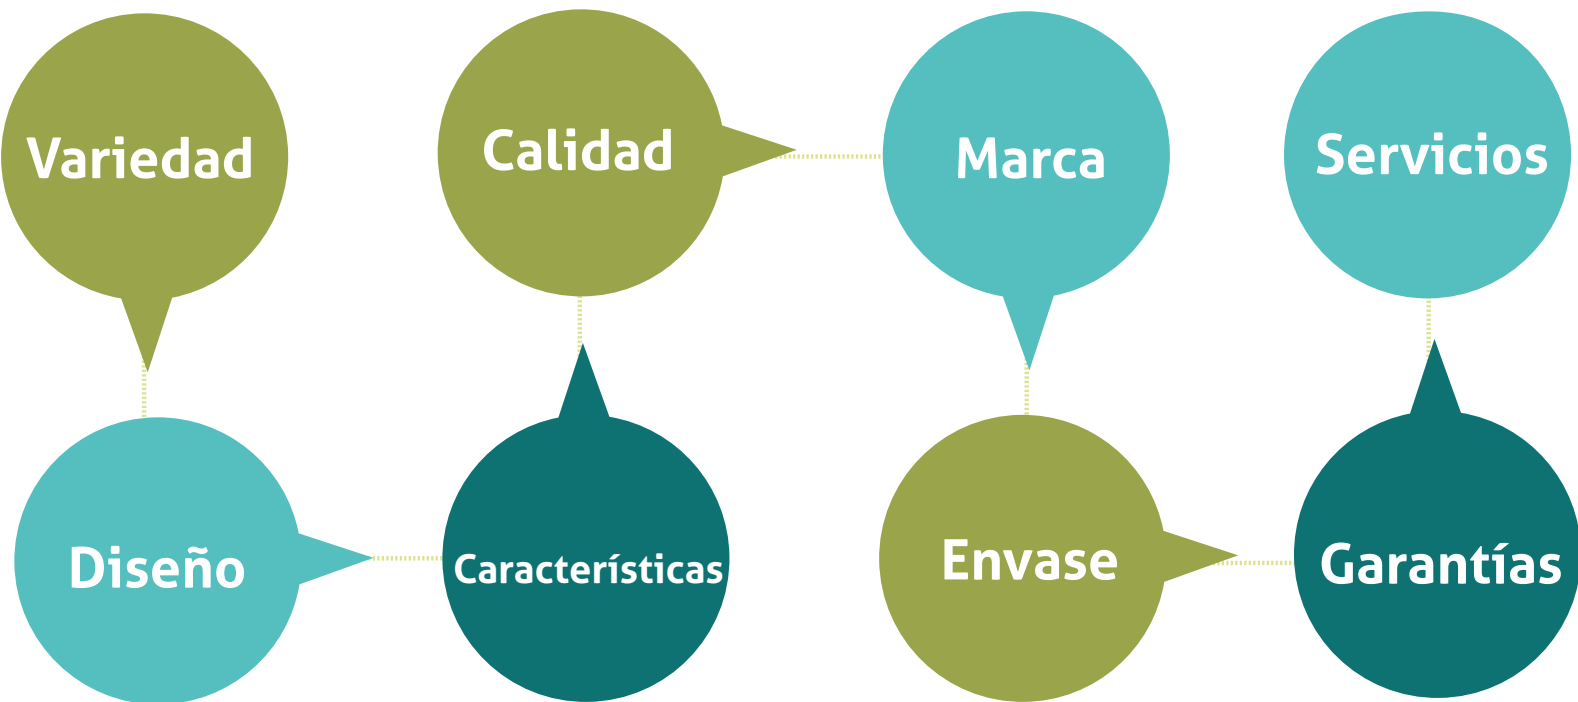 Variedad
Diseño
Características
Calidad
Marca
Envase
Garantías
Servicios